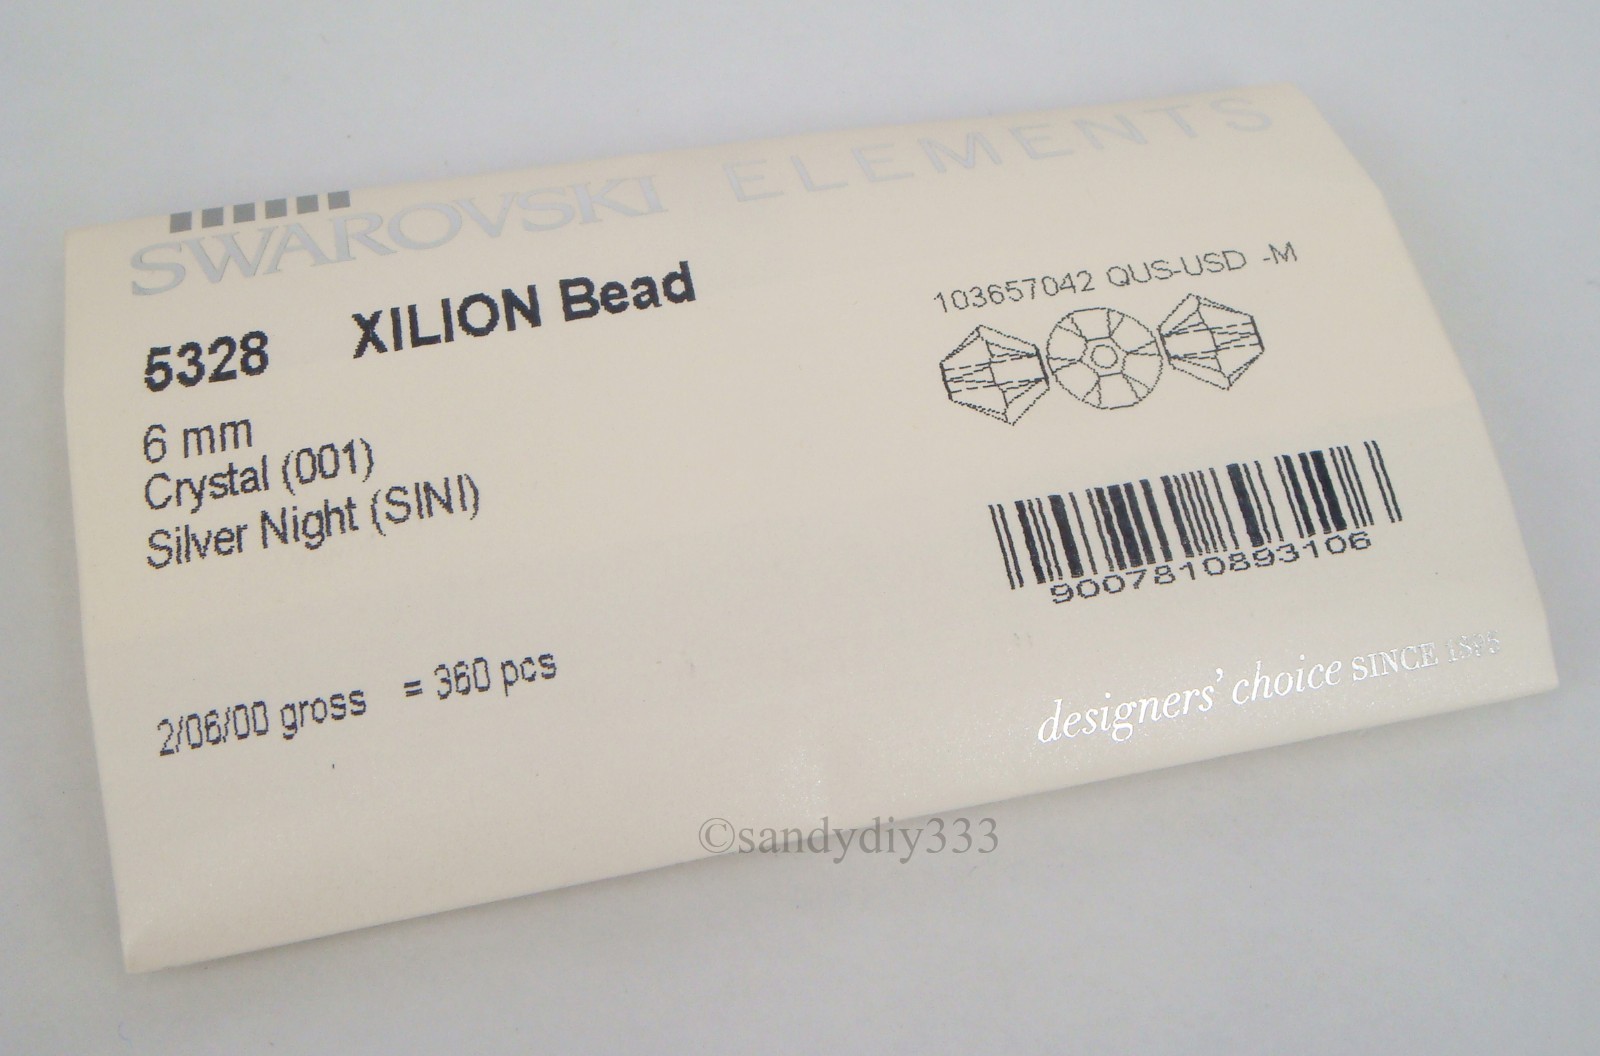 SWAROVSKI ELEMENTS
5328 XILION Bead
103657042 QUS-USD -M
6 mm
Crystal (001)
Silver Night (SINI)
9007810893106
2/06/00 gross = 360 pcs
designers' choice SINCE 1895
©sandydiy333